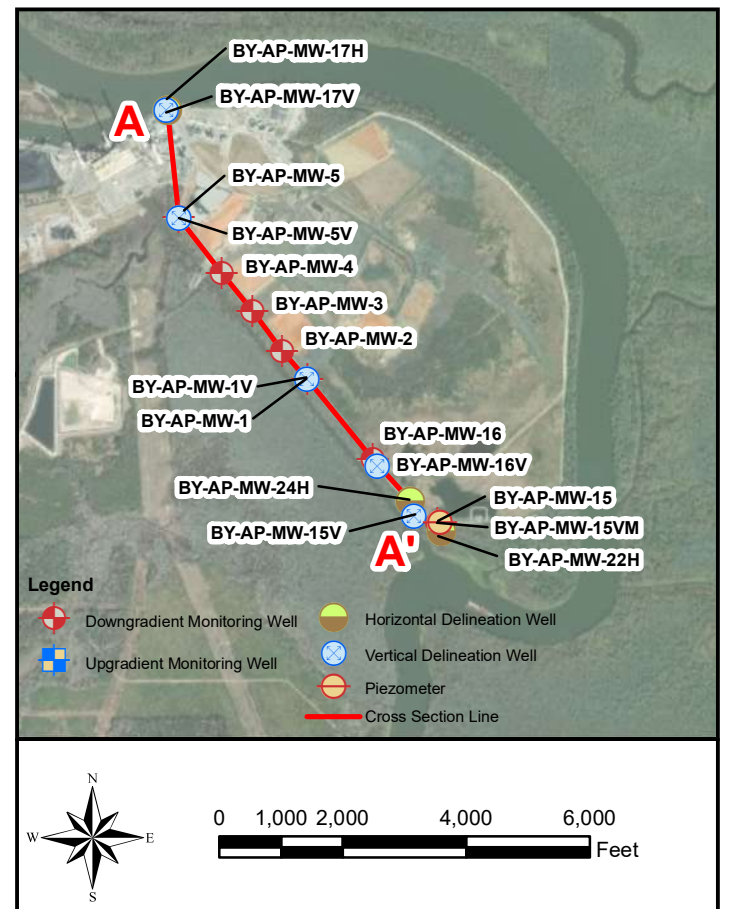 BY-AP-MW-17H
A
BY-AP-MW-17V
BY-AP-MW-5
BY-AP-MW-5V
BY-AP-MW-4
BY-AP-MW-3
BY-AP-MW-2
BY-AP-MW-1V
BY-AP-MW-1
BY-AP-MW-16
BY-AP-MW-16V
BY-AP-MW-24H
BY-AP-MW-15
BY-AP-MW-15V
BY-AP-MW-15VM
A'
BY-AP-MW-22H
Legend
Downgradient Monitoring Well
Upgradient Monitoring Well
Horizontal Delineation Well
Vertical Delineation Well
Piezometer
Cross Section Line
N
W E
S
0 1,000 2,000 4,000 6,000
Feet